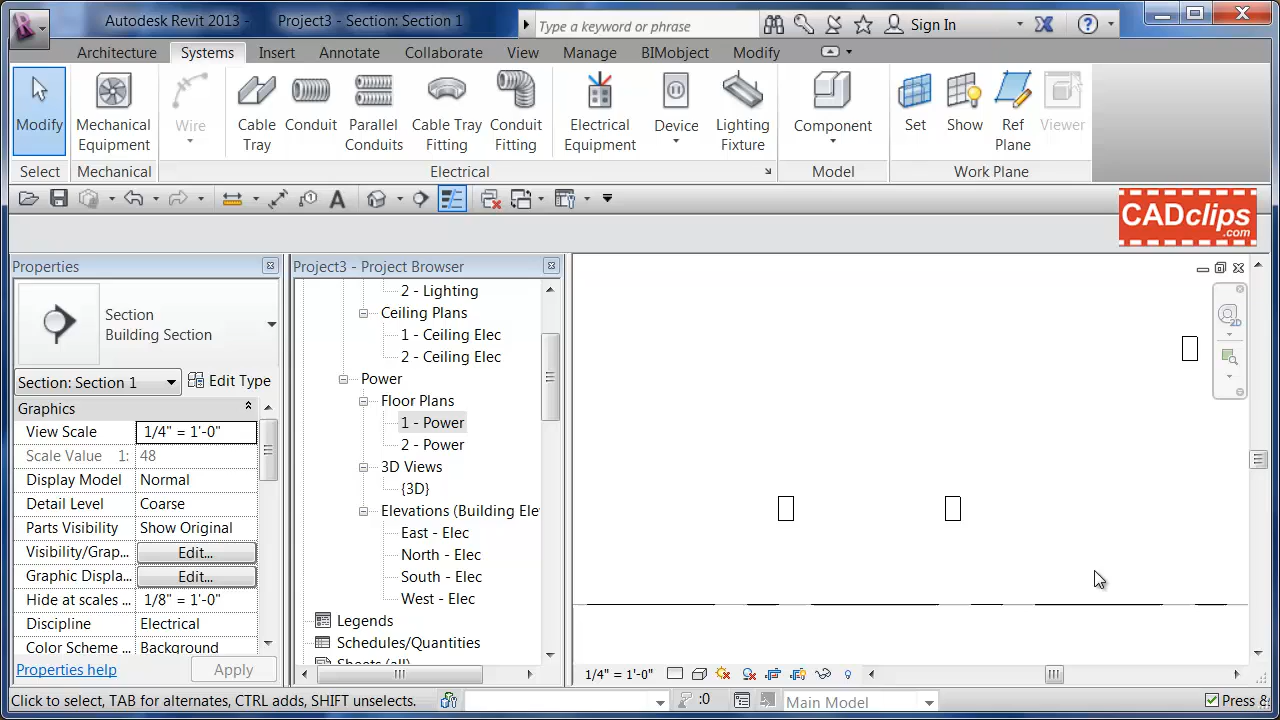 Autodesk Revit 2013 - Project3 - Section: Section 1
Type a keyword or phrase
Sign In
Architecture Systems Insert Annotate Collaborate View Manage BIMobject Modify
Modify
Mechanical Equipment
Wire
Cable Tray
Conduit
Parallel Conduits
Cable Tray Fitting
Conduit Fitting
Electrical Equipment
Device
Lighting Fixture
Component
Set
Show
Ref Plane
Viewer
Select Mechanical Electrical Model Work Plane
CADclips
.com
Properties
Section
Building Section
Section: Section 1
Edit Type
Graphics
View Scale 1/4" = 1'-0"
Scale Value 1: 48
Display Model Normal
Detail Level Coarse
Parts Visibility Show Original
Visibility/Grap... Edit...
Graphic Displa... Edit...
Hide at scales ... 1/8" = 1'-0"
Discipline Electrical
Color Scheme ... Background
Properties help
Apply
Project3 - Project Browser
2 - Lighting
Ceiling Plans
1 - Ceiling Elec
2 - Ceiling Elec
Power
Floor Plans
1 - Power
2 - Power
3D Views
{3D}
Elevations (Building Ele
East - Elec
North - Elec
South - Elec
West - Elec
Legends
Schedules/Quantities
Sheets (all)
2D
1/4" = 1'-0"
Click to select, TAB for alternates, CTRL adds, SHIFT unselects.
:0
Main Model
Press &